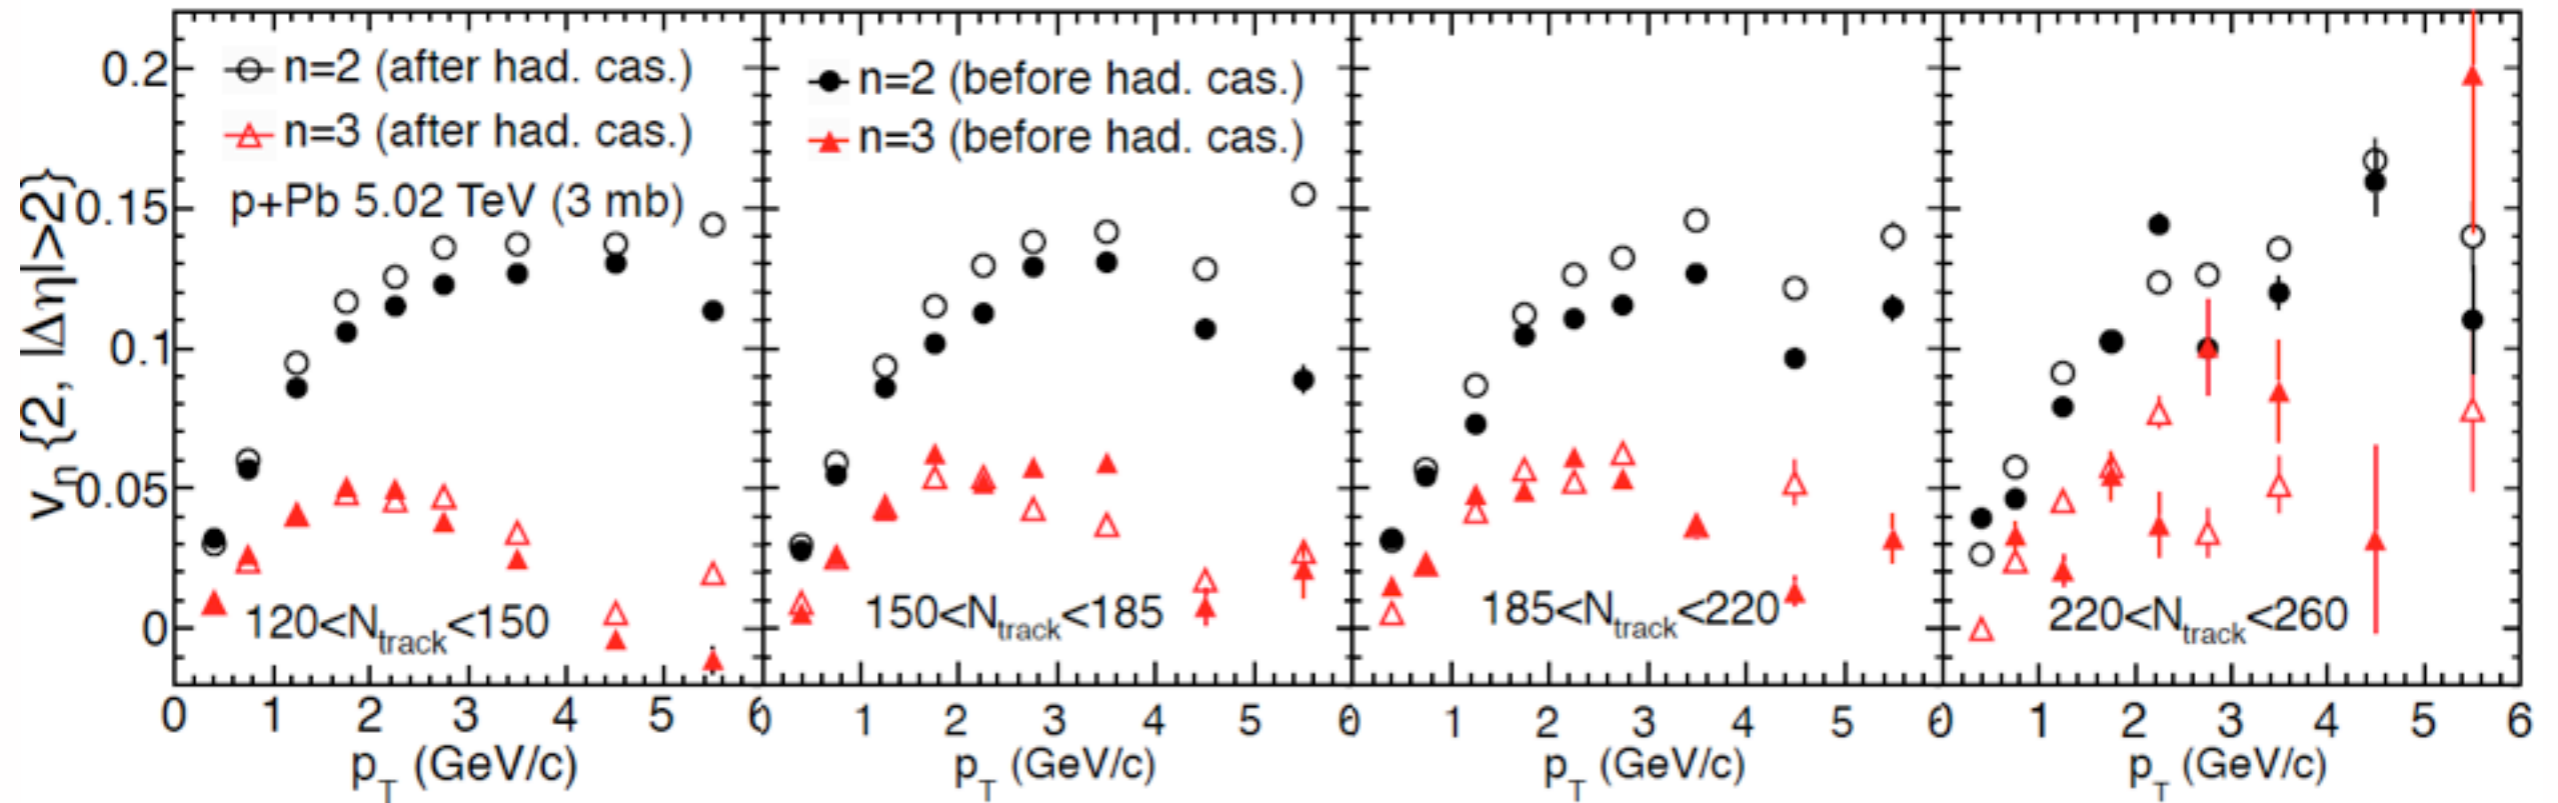 v_n{2, |Δη|>2}
0.2
0.15
0.1
0.05
0
n=2 (after had. cas.)
n=3 (after had. cas.)
p+Pb 5.02 TeV (3 mb)
120<N_track<150
n=2 (before had. cas.)
n=3 (before had. cas.)
150<N_track<185
185<N_track<220
220<N_track<260
0 1 2 3 4 5 6
1 2 3 4 5 6
1 2 3 4 5 6
1 2 3 4 5 6
p_T (GeV/c)
p_T (GeV/c)
p_T (GeV/c)
p_T (GeV/c)